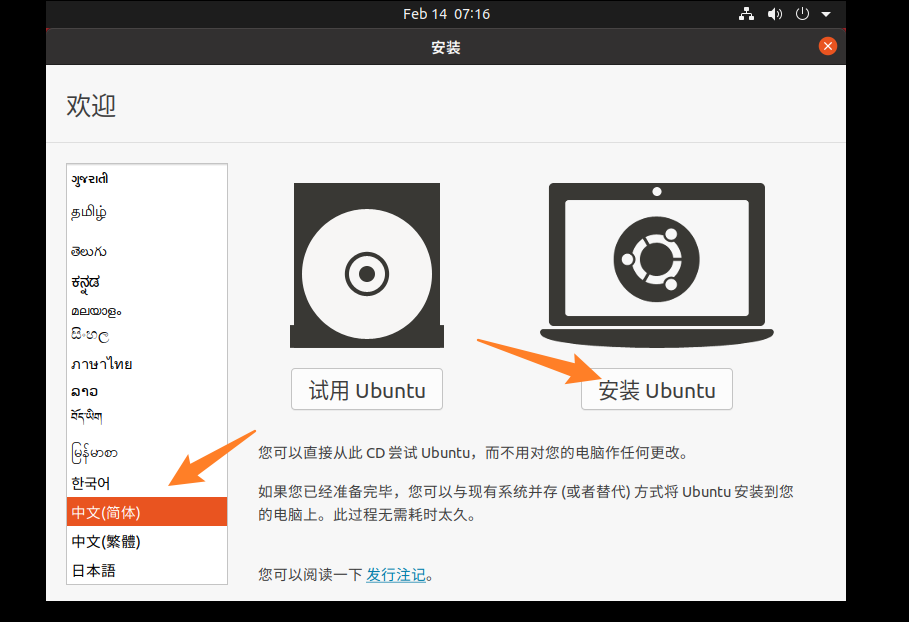 Feb 14 07:16
安装
欢迎
ગુજરાતી
தமிழ்
తెలుగు
ಕನ್ನಡ
മലയാളം
සිංහල
ภาษาไทย
ລາວ
བོད་ཡིག
မြန်မာစာ
한국어
中文(简体)
中文(繁體)
日本語
试用 Ubuntu
安装 Ubuntu
您可以直接从此 CD 尝试 Ubuntu，而不用对您的电脑作任何更改。
如果您已经准备完毕，您可以与现有系统并存 (或者替代) 方式将 Ubuntu 安装到您
的电脑上。此过程无需耗时太久。
您可以阅读一下 发行注记。